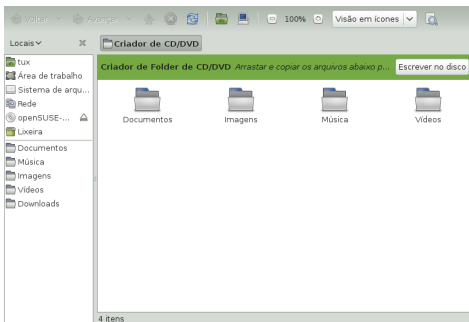 Voltar
Avançar
100%
Visão em ícones
Locais
Criador de CD/DVD
tux
Área de trabalho
Sistema de arqu...
Rede
openSUSE-...
Lixeira
Documentos
Música
Imagens
Vídeos
Downloads
Criador de Folder de CD/DVD Arrastar e copiar os arquivos abaixo p...
Escrever no disco
Documentos
Imagens
Música
Vídeos
4 itens